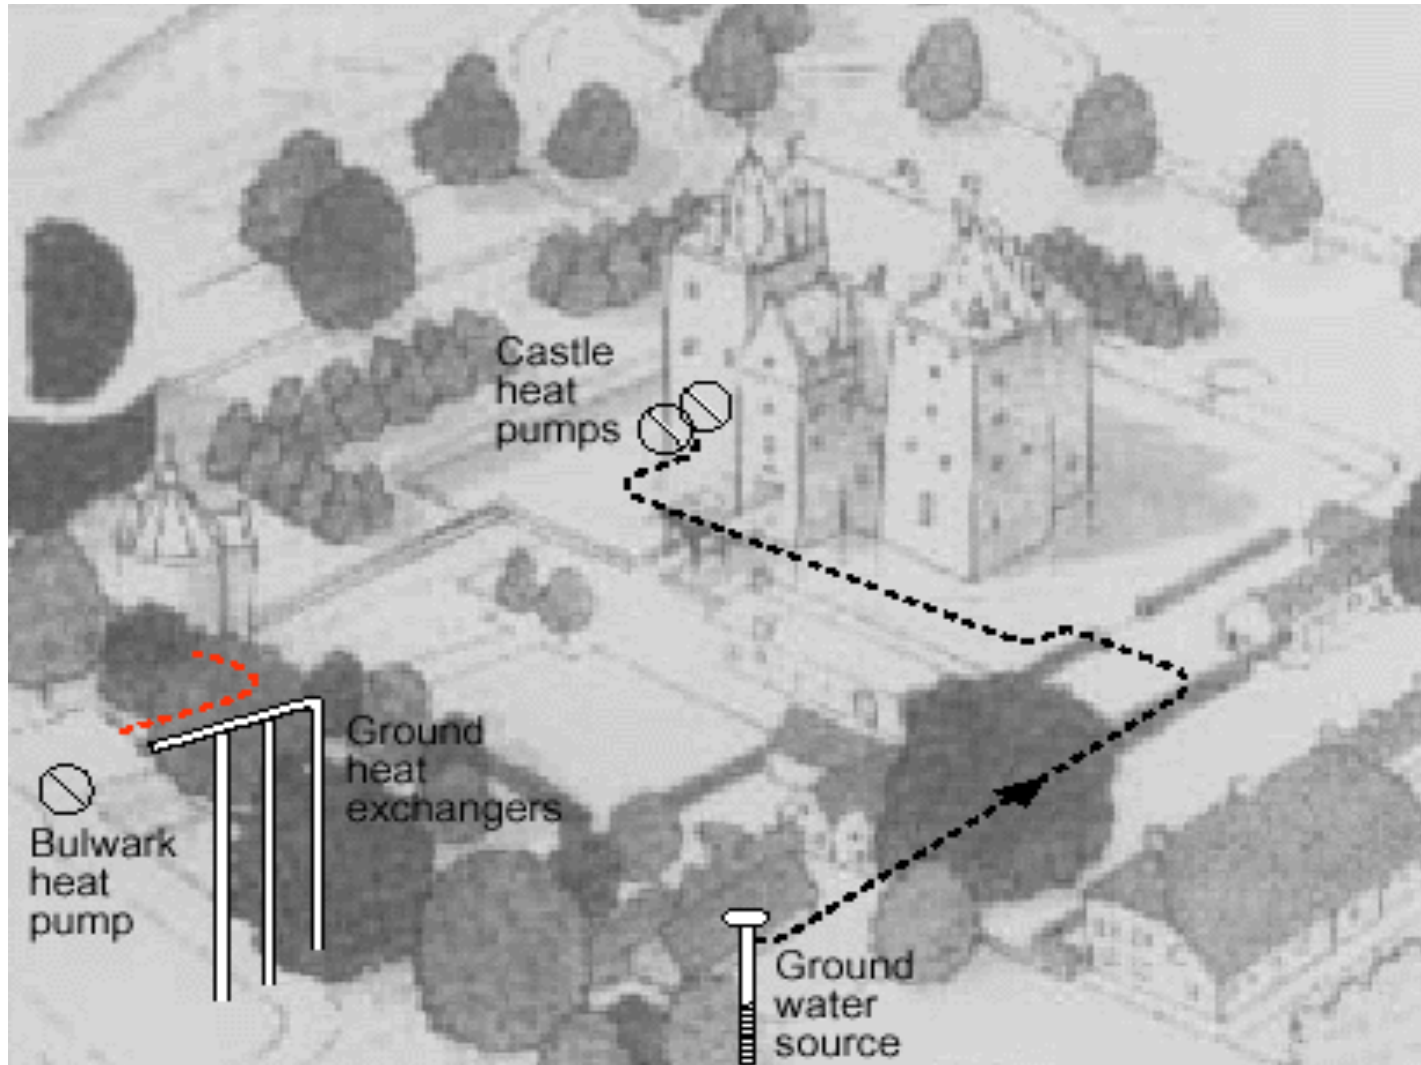 Castle
heat
pumps
Ground
heat
exchangers
Bulwark
heat
pump
Ground
water
source